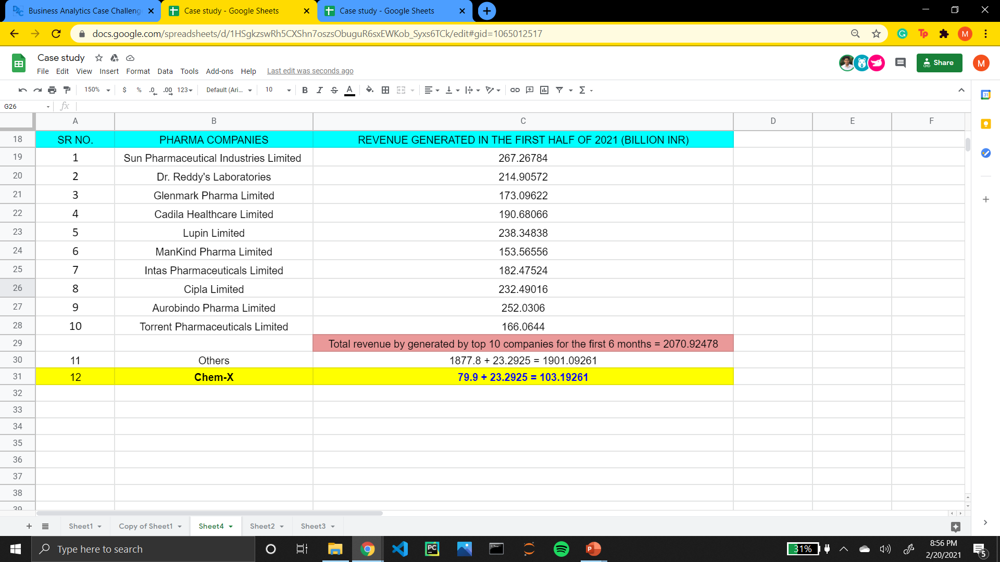 Business Analytics Case Challeng
Case study - Google Sheets
Case study - Google Sheets
docs.google.com/spreadsheets/d/1HSgkzswRh5CXShn7oszsObuguR6sxEWKob_Syxs6TCk/edit#gid=1065012517
G Tp M
Case study
File Edit View Insert Format Data Tools Add-ons Help Last edit was seconds ago
Share M
150% $ % .0 .00 123 Default (Ari... 10 B I S A Σ
31
G26 fx
A B C D E F
18 SR NO. PHARMA COMPANIES REVENUE GENERATED IN THE FIRST HALF OF 2021 (BILLION INR)
19 1 Sun Pharmaceutical Industries Limited 267.26784
20 2 Dr. Reddy's Laboratories 214.90572
21 3 Glenmark Pharma Limited 173.09622
22 4 Cadila Healthcare Limited 190.68066
23 5 Lupin Limited 238.34838
24 6 ManKind Pharma Limited 153.56556
25 7 Intas Pharmaceuticals Limited 182.47524
26 8 Cipla Limited 232.49016
27 9 Aurobindo Pharma Limited 252.0306
28 10 Torrent Pharmaceuticals Limited 166.0644
29 Total revenue by generated by top 10 companies for the first 6 months = 2070.92478
30 11 Others 1877.8 + 23.2925 = 1901.09261
31 12 Chem-X 79.9 + 23.2925 = 103.19261
32
33
34
35
36
37
38
39
Sheet1 Copy of Sheet1 Sheet4 Sheet2 Sheet3
Type here to search
PC
P
31%
8:56 PM
2/20/2021
5